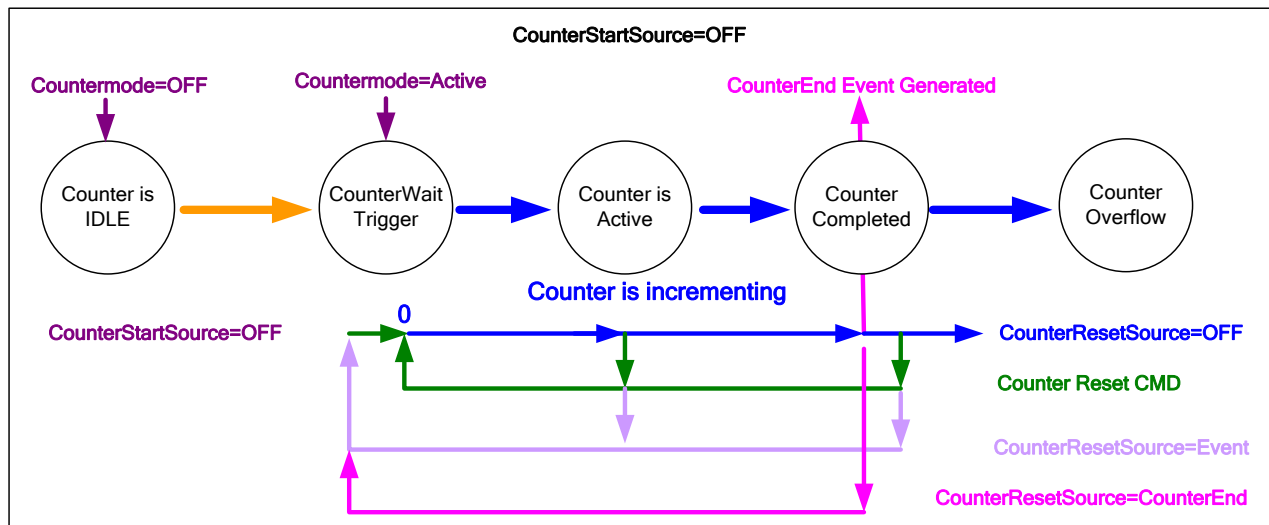 CounterStartSource=OFF
Countermode=OFF
Countermode=Active
CounterEnd Event Generated
Counter is
IDLE
CounterWait
Trigger
Counter is
Active
Counter
Completed
Counter
Overflow
Counter is incrementing
0
CounterStartSource=OFF
CounterResetSource=OFF
Counter Reset CMD
CounterResetSource=Event
CounterResetSource=CounterEnd